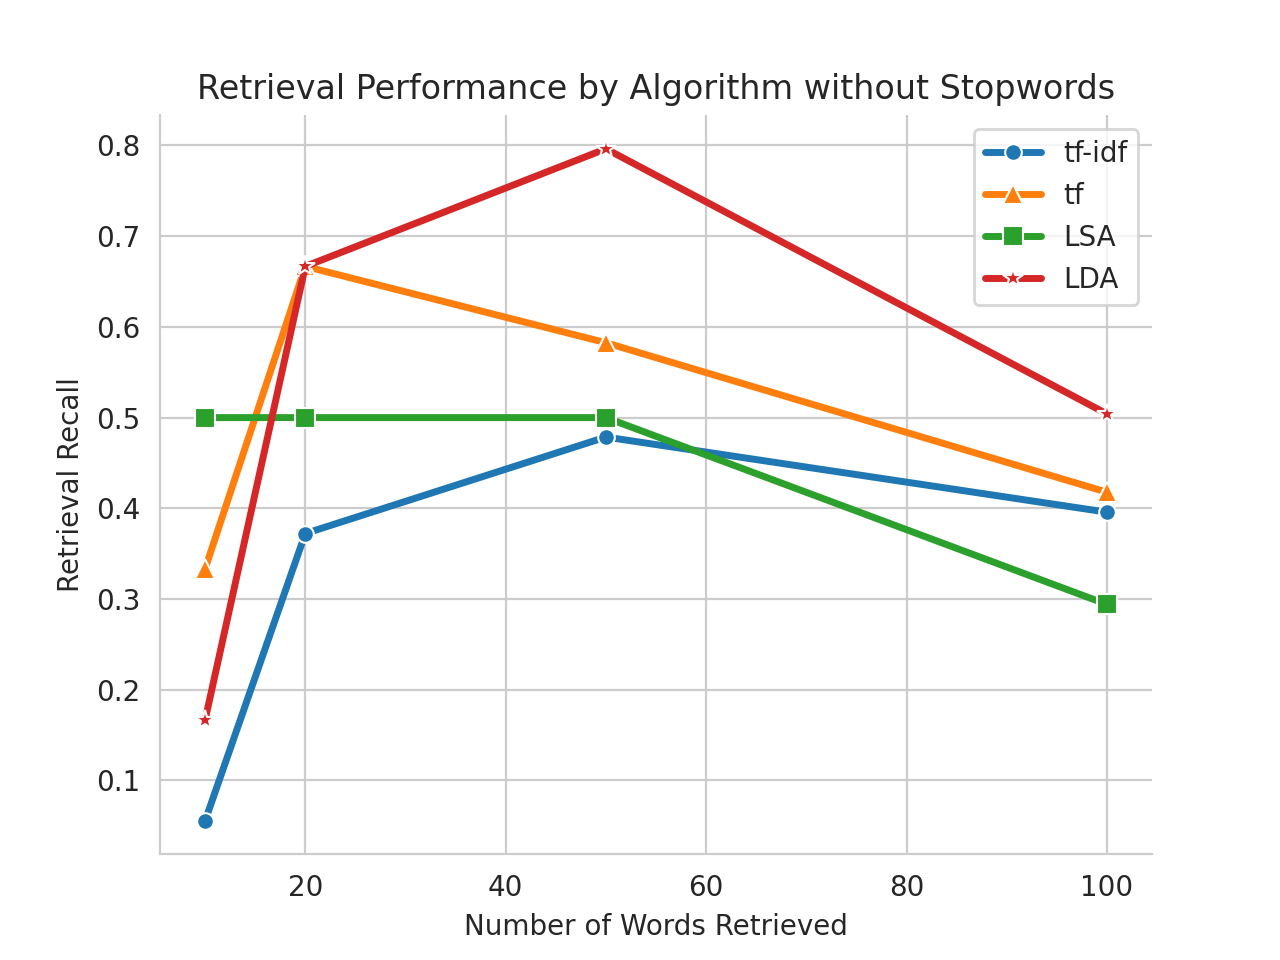 Retrieval Performance by Algorithm without Stopwords
0.8
0.7
0.6
0.5
0.4
0.3
0.2
0.1
Retrieval Recall
tf-idf
tf
LSA
LDA
20 40 60 80 100
Number of Words Retrieved